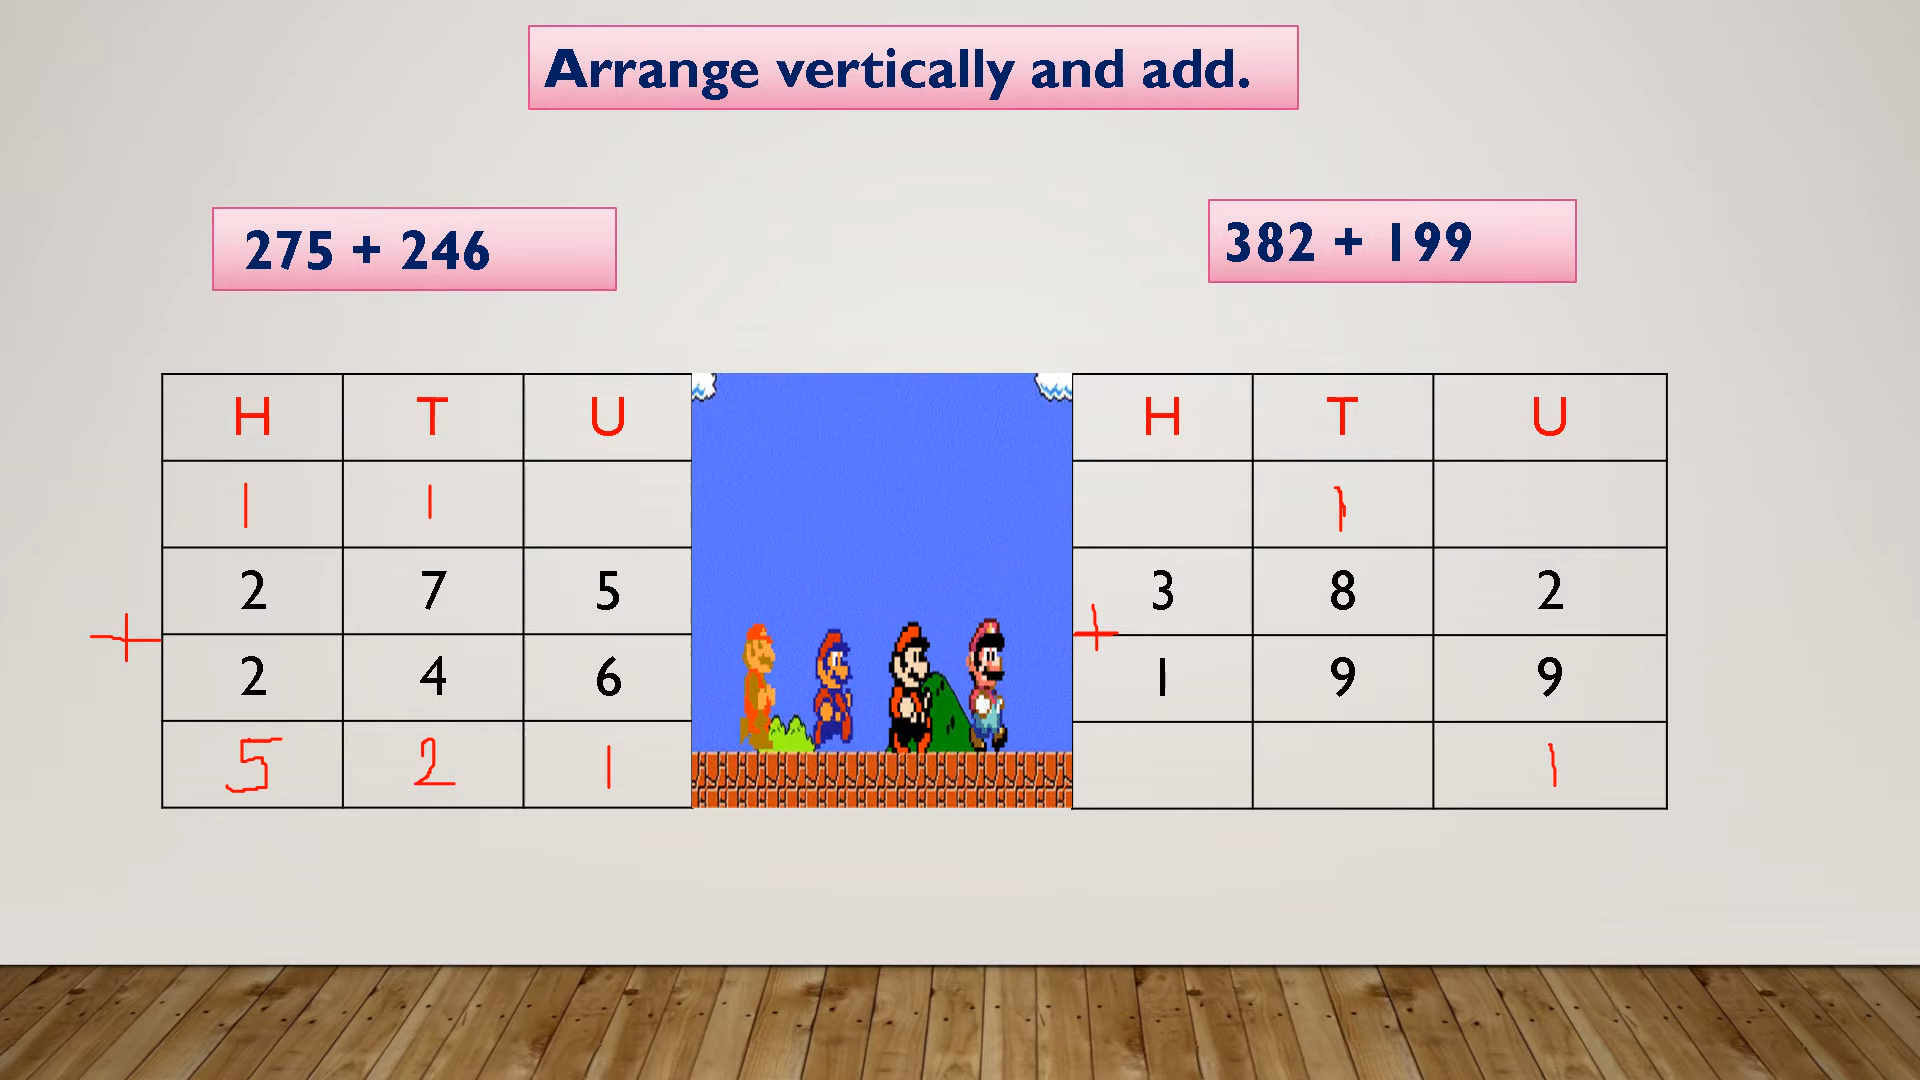 Arrange vertically and add.
275 + 246
382 + 199
H T U
1 1
2 7 5
+
2 4 6
5 2 1
H T U
1
3 8 2
+
1 9 9
1